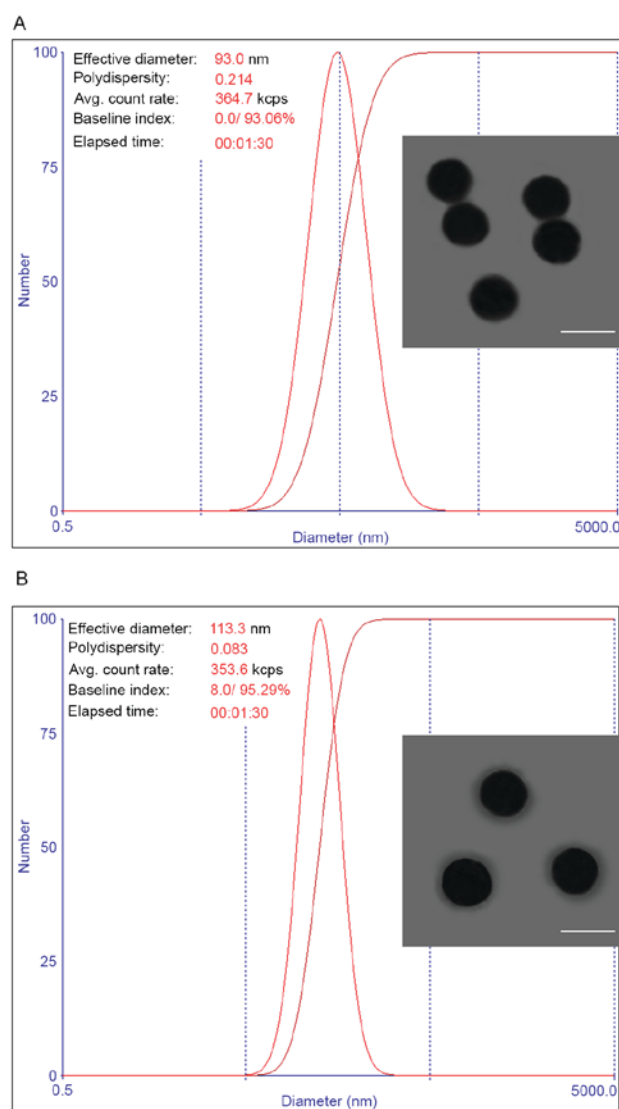 A
100
Effective diameter: 93.0 nm
Polydispersity: 0.214
Avg. count rate: 364.7 kcps
Baseline index: 0.0/ 93.06%
Elapsed time: 00:01:30
75
Number
50
25
0
0.5
Diameter (nm)
5000.0
B
100
Effective diameter: 113.3 nm
Polydispersity: 0.083
Avg. count rate: 353.6 kcps
Baseline index: 8.0/ 95.29%
Elapsed time: 00:01:30
75
Number
50
25
0
0.5
Diameter (nm)
5000.0